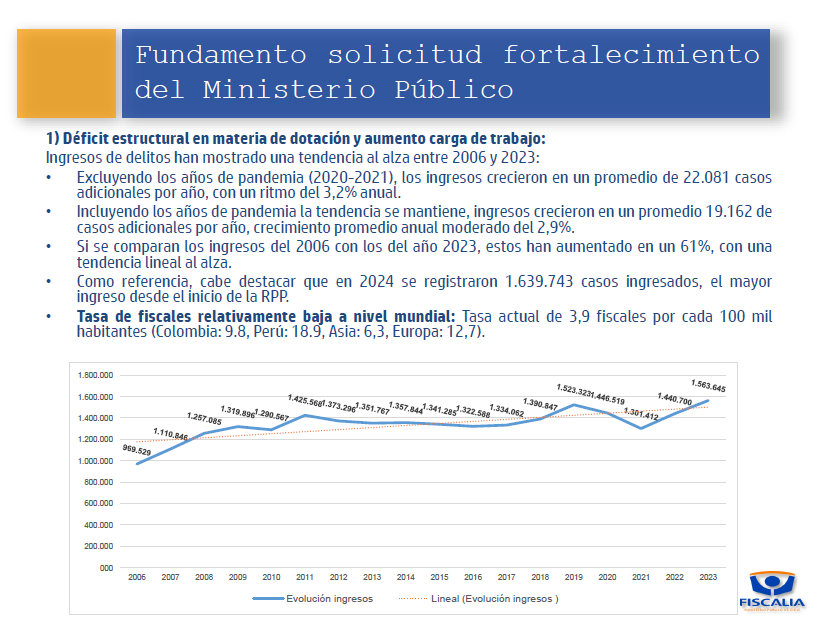 Fundamento solicitud fortalecimiento
del Ministerio Público
1) Déficit estructural en materia de dotación y aumento carga de trabajo:
Ingresos de delitos han mostrado una tendencia al alza entre 2006 y 2023:
• Excluyendo los años de pandemia (2020-2021), los ingresos crecieron en un promedio de 22.081 casos
adicionales por año, con un ritmo del 3,2% anual.
• Incluyendo los años de pandemia la tendencia se mantiene, ingresos crecieron en un promedio 19.162 de
casos adicionales por año, crecimiento promedio anual moderado del 2,9%.
• Si se comparan los ingresos del 2006 con los del año 2023, estos han aumentado en un 61%, con una
tendencia lineal al alza.
• Como referencia, cabe destacar que en 2024 se registraron 1.639.743 casos ingresados, el mayor
ingreso desde el inicio de la RPP.
• Tasa de fiscales relativamente baja a nivel mundial: Tasa actual de 3,9 fiscales por cada 100 mil
habitantes (Colombia: 9.8, Perú: 18.9, Asia: 6,3, Europa: 12,7).
1.800.000
1.600.000
1.400.000
1.200.000
1.000.000
800.000
600.000
400.000
200.000
000
969.529
1.110.846
1.257.085
1.319.896
1.290.567
1.425.568
1.373.296
1.351.767
1.357.844
1.341.285
1.322.588
1.334.062
1.390.847
1.523.323
1.446.519
1.301.412
1.440.700
1.563.645
2006 2007 2008 2009 2010 2011 2012 2013 2014 2015 2016 2017 2018 2019 2020 2021 2022 2023
Evolución ingresos Lineal (Evolución ingresos )
FISCALIA